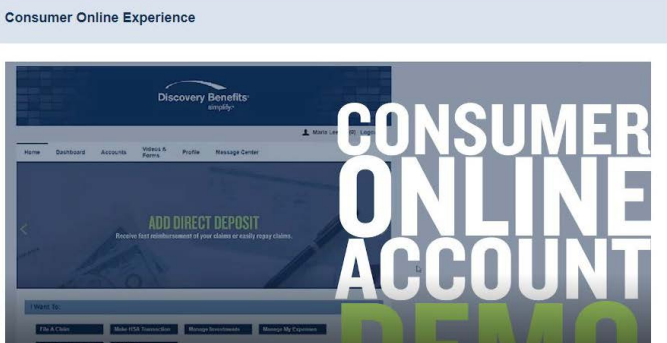 Consumer Online Experience
Discovery Benefits
simplify.
Home Dashboard Accounts Videos & Forms Profile Message Center
ADD DIRECT DEPOSIT
Receive fast reimbursement of your claims or easily repay claims.
I Want To:
File A Claim Make HSA Transaction Manage Investments Manage My Expenses
CONSUMER
ONLINE
ACCOUNT
DEMO